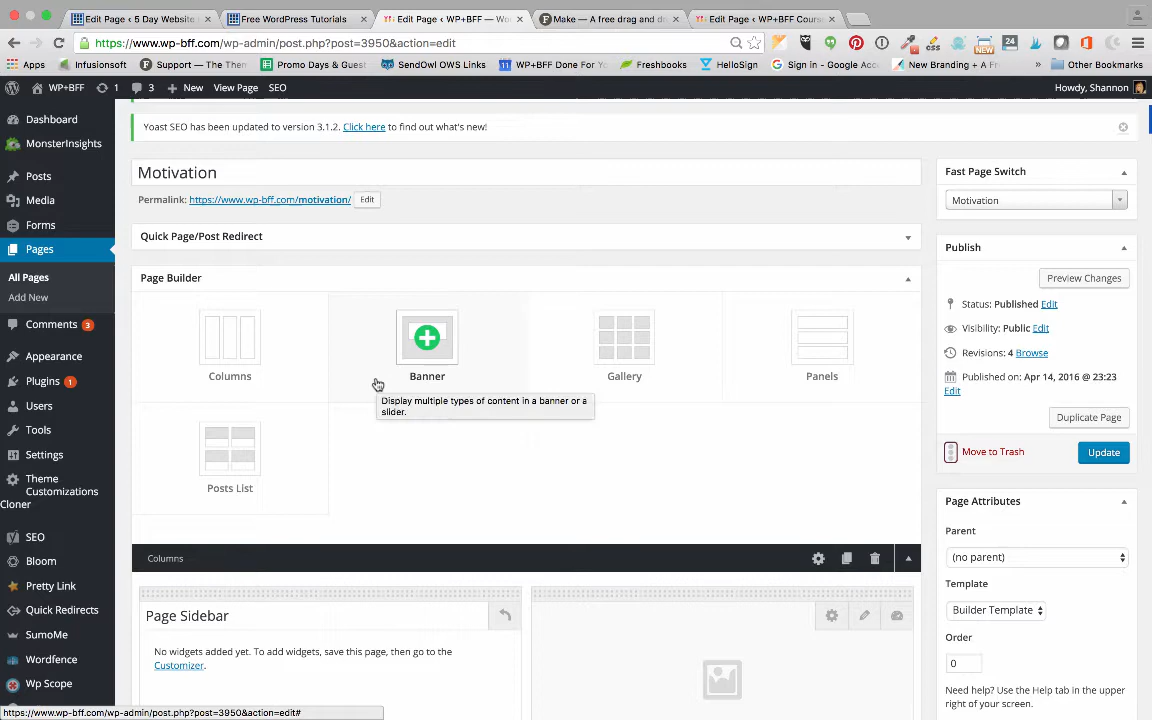 Edit Page < 5 Day Website
Free WordPress Tutorials
Edit Page < WP+BFF — Wo
Make — A free drag and dr
Edit Page < WP+BFF Cours
https://www.wp-bff.com/wp-admin/post.php?post=3950&action=edit
24
NEW
Apps
Infusionsoft
Support — The Them
Promo Days & Guest
SendOwl OWS Links
WP+BFF Done For Yo
Freshbooks
HelloSign
Sign in - Google Acco
New Branding + A Fr
»
Other Bookmarks
WP+BFF
1
3
New
View Page
SEO
Howdy, Shannon
Dashboard
MonsterInsights
Posts
Media
Forms
Pages
All Pages
Add New
Comments 3
Appearance
Plugins 1
Users
Tools
Settings
Theme
Customizations
Cloner
SEO
Bloom
Pretty Link
Quick Redirects
SumoMe
Wordfence
Wp Scope
Yoast SEO has been updated to version 3.1.2. Click here to find out what's new!
Motivation
Permalink: https://www.wp-bff.com/motivation/ Edit
Quick Page/Post Redirect
Page Builder
Columns
Banner
Gallery
Panels
Display multiple types of content in a banner or a
slider.
Posts List
Columns
Page Sidebar
No widgets added yet. To add widgets, save this page, then go to the
Customizer.
Fast Page Switch
Motivation
Publish
Preview Changes
Status: Published Edit
Visibility: Public Edit
Revisions: 4 Browse
Published on: Apr 14, 2016 @ 23:23
Edit
Duplicate Page
Move to Trash
Update
Page Attributes
Parent
(no parent)
Template
Builder Template
Order
0
Need help? Use the Help tab in the upper
right of your screen.
https://www.wp-bff.com/wp-admin/post.php?post=3950&action=edit#